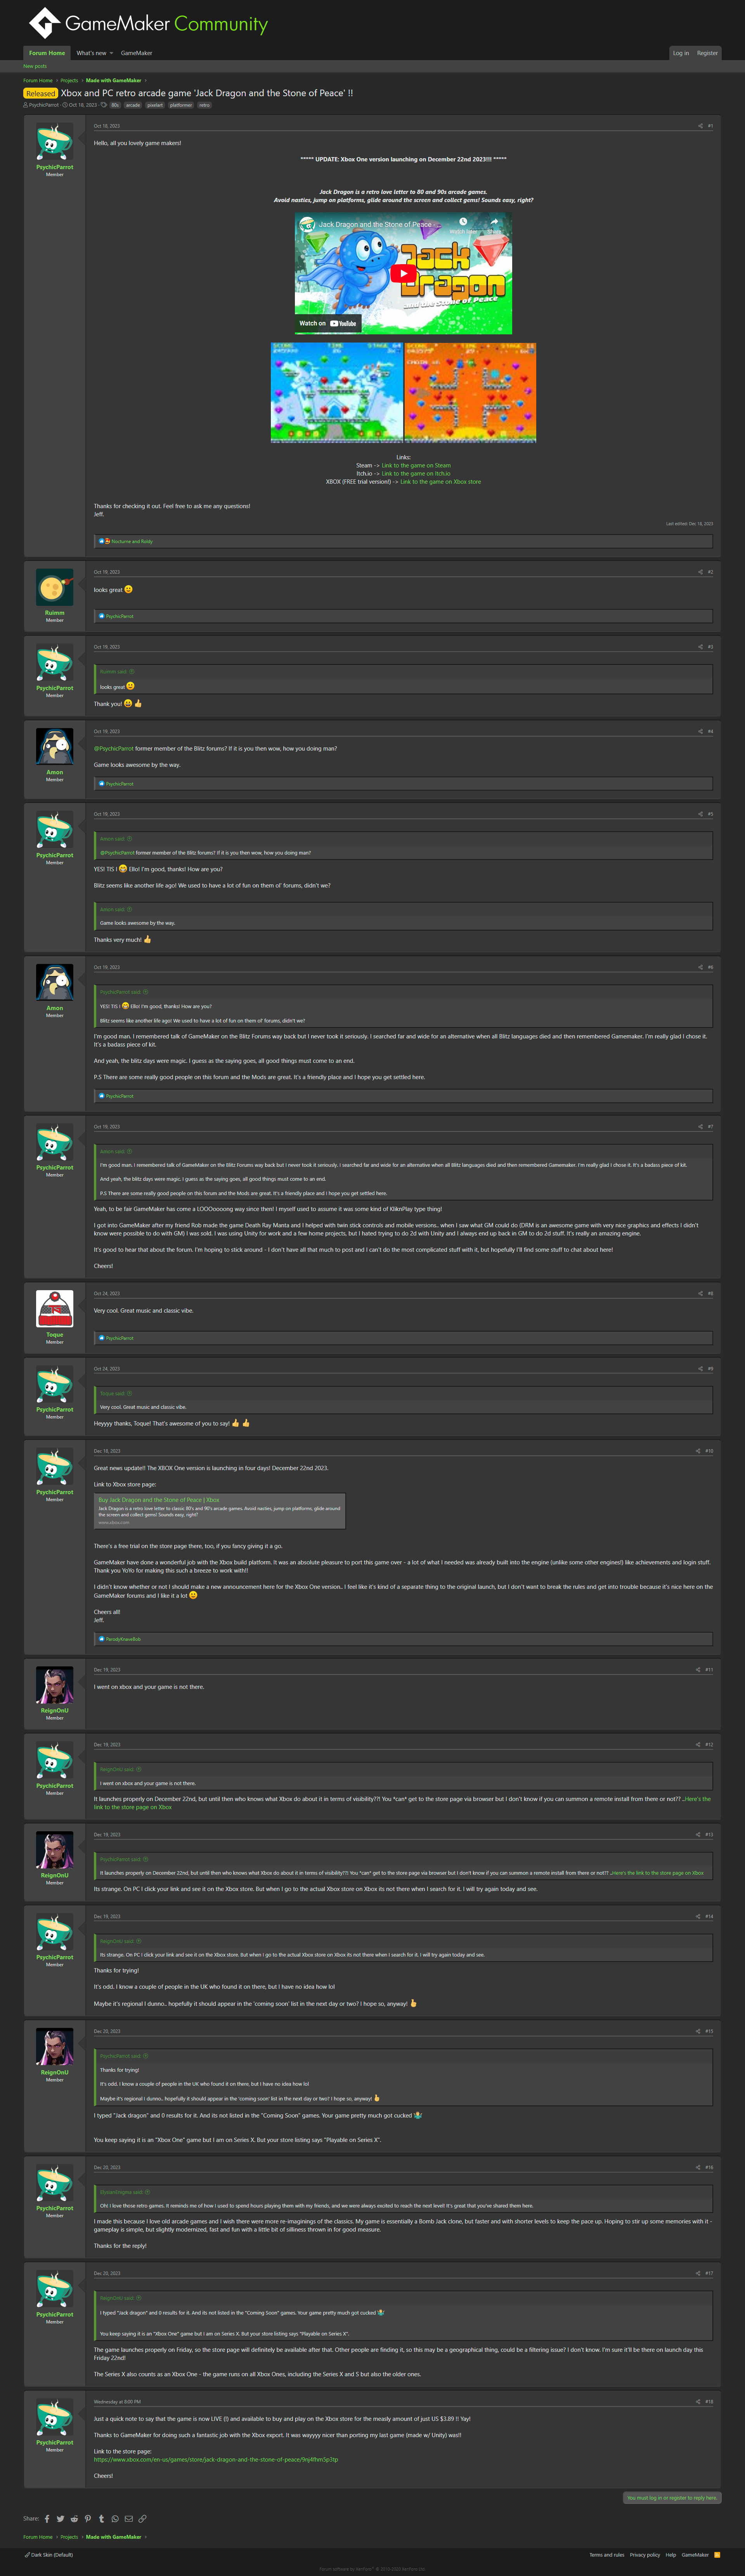 GameMaker Community
Forum Home
What's new
GameMaker
Log in
Register
New posts
Forum Home
Projects
Made with GameMaker
Released Xbox and PC retro arcade game 'Jack Dragon and the Stone of Peace' !!
PsychicParrot Oct 18, 2023 80s arcade pixelart platformer retro
PsychicParrot
Member
Oct 18, 2023 #1
Hello, all you lovely game makers!
***** UPDATE: Xbox One version launching on December 22nd 2023!!!! *****
Jack Dragon is a retro love letter to 80 and 90s arcade games.
Avoid nasties, jump on platforms, glide around the screen and collect gems! Sounds easy, right?
Jack Dragon and the Stone of Peace -
Watch later Share
Jack Dragon
and the Stone of Peace
Watch on YouTube
Links:
Steam -> Link to the game on Steam
Itch.io -> Link to the game on Itch.io
XBOX (FREE trial version!) -> Link to the game on Xbox store
Thanks for checking it out. Feel free to ask me any questions!
Jeff.
Last edited: Dec 18, 2023
Nocturne and Roldy
Ruimm
Member
Oct 18, 2023 #2
looks great
PsychicParrot
PsychicParrot
Member
Oct 18, 2023 #3
Ruimm said:
looks great
Thank you!
Amon
Member
Oct 19, 2023 #4
@PsychicParrot former member of the Blitz forums? If it is you then wow, how you doing man?
Game looks awesome by the way.
PsychicParrot
PsychicParrot
Member
Oct 19, 2023 #5
Amon said:
@PsychicParrot former member of the Blitz forums? If it is you then wow, how you doing man?
YES! TIS I Ello! I'm good, thanks! How are you?
Blitz seems like another life ago! We used to have a lot of fun on them ol' forums, didn't we?
Amon said:
Game looks awesome by the way.
Thanks very much!
Amon
Member
Oct 19, 2023 #6
PsychicParrot said:
YES! TIS I Ello! I'm good, thanks! How are you?
Blitz seems like another life ago! We used to have a lot of fun on them ol' forums, didn't we?
I'm good man. I remembered talk of GameMaker on the Blitz Forums way back but I never took it seriously. I searched far and wide for an alternative when all Blitz languages died and then remembered Gamemaker. I'm really glad I chose it.
It's a badass piece of kit.
And yeah, the blitz days were magic. I guess as the saying goes, all good things must come to an end.
P.S There are some really good people on this forum and the Mods are great. It's a friendly place and I hope you get settled here.
PsychicParrot
PsychicParrot
Member
Oct 19, 2023 #7
Amon said:
I'm good man. I remembered talk of GameMaker on the Blitz Forums way back but I never took it seriously. I searched far and wide for an alternative when all Blitz languages died and then remembered Gamemaker. I'm really glad I chose it. It's a badass piece of kit.
And yeah, the blitz days were magic. I guess as the saying goes, all good things must come to an end.
P.S There are some really good people on this forum and the Mods are great. It's a friendly place and I hope you get settled here.
Yeah, to be fair GameMaker has come a LOOOooooong way since then! I myself used to assume it was some kind of KliknPlay type thing!
I got into GameMaker after my friend Rob made the game Death Ray Manta and I helped with twin stick controls and mobile versions.. when I saw what GM could do (DRM is an awesome game with very nice graphics and effects I didn't
know were possible to do with GM) I was sold. I was using Unity for work and a few home projects, but I hated trying to do 2d with Unity and I always end up back in GM to do 2d stuff. It's really an amazing engine.
It's good to hear that about the forum. I'm hoping to stick around - I don't have all that much to post and I can't do the most complicated stuff with it, but hopefully I'll find some stuff to chat about here!
Cheers!
Toque
Member
Oct 24, 2023 #8
Very cool. Great music and classic vibe.
PsychicParrot
PsychicParrot
Member
Oct 24, 2023 #9
Toque said:
Very cool. Great music and classic vibe.
Heyyyy thanks, Toque! That's awesome of you to say!
PsychicParrot
Member
Dec 18, 2023 #10
Great news update!! The XBOX One version is launching in four days! December 22nd 2023.
Link to Xbox store page:
Buy Jack Dragon and the Stone of Peace | Xbox
Jack Dragon is a retro love letter to classic 80's and 90's arcade games. Avoid nasties, jump on platforms, glide around
the screen and collect gems! Sounds easy, right?
www.xbox.com
There's a free trial on the store page there, too, if you fancy giving it a go.
GameMaker have done a wonderful job with the Xbox build platform. It was an absolute pleasure to port this game over - a lot of what I needed was already built into the engine (unlike some other engines!) like achievements and login stuff.
Thank you YoYo for making this such a breeze to work with!!
I didn't know whether or not I should make a new announcement here for the Xbox One version.. I feel like it's kind of a separate thing to the original launch, but I don't want to break the rules and get into trouble because it's nice here on the
GameMaker forums and I like it a lot
Cheers all!
Jeff.
ParodyKnaveBob
ReignOnU
Member
Dec 19, 2023 #11
I went on xbox and your game is not there.
PsychicParrot
Member
Dec 19, 2023 #12
ReignOnU said:
I went on xbox and your game is not there.
It launches properly on December 22nd, but until then who knows what Xbox do about it in terms of visibility??! You *can* get to the store page via browser but I don't know if you can summon a remote install from there or not?? ..Here's the
link to the store page on Xbox
ReignOnU
Member
Dec 19, 2023 #13
PsychicParrot said:
It launches properly on December 22nd, but until then who knows what Xbox do about it in terms of visibility??! You *can* get to the store page via browser but I don't know if you can summon a remote install from there or not?? ..Here's the link to the store page on Xbox
Its strange. On PC I click your link and see it on the Xbox store. But when I go to the actual Xbox store on Xbox its not there when I search for it. I will try again today and see.
PsychicParrot
Member
Dec 19, 2023 #14
ReignOnU said:
Its strange. On PC I click your link and see it on the Xbox store. But when I go to the actual Xbox store on Xbox its not there when I search for it. I will try again today and see.
Thanks for trying!
It's odd. I know a couple of people in the UK who found it on there, but I have no idea how lol
Maybe it's regional I dunno.. hopefully it should appear in the 'coming soon' list in the next day or two? I hope so, anyway!
ReignOnU
Member
Dec 20, 2023 #15
PsychicParrot said:
Thanks for trying!
It's odd. I know a couple of people in the UK who found it on there, but I have no idea how lol
Maybe it's regional I dunno.. hopefully it should appear in the 'coming soon' list in the next day or two? I hope so, anyway!
I typed "Jack dragon" and 0 results for it. And its not listed in the "Coming Soon" games. Your game pretty much got cucked
You keep saying it is an "Xbox One" game but I am on Series X. But your store listing says "Playable on Series X".
PsychicParrot
Member
Dec 20, 2023 #16
Oh! I love those retro games. It reminds me of how I used to spend hours playing them with my friends, and we were always excited to reach the next level! It's great that you've shared them here.
I made this because I love old arcade games and I wish there were more re-imaginings of the classics. My game is essentially a Bomb Jack clone, but faster and with shorter levels to keep the pace up. Hoping to stir up some memories with it -
gameplay is simple, but slightly modernized, fast and fun with a little bit of silliness thrown in for good measure.
Thanks for the reply!
PsychicParrot
Member
Dec 20, 2023 #17
ReignOnU said:
I typed "Jack dragon" and 0 results for it. And its not listed in the "Coming Soon" games. Your game pretty much got cucked
You keep saying it is an "Xbox One" game but I am on Series X. But your store listing says "Playable on Series X".
The game launches properly on Friday, so the store page will definitely be available after that. Other people are finding it, so this may be a geographical thing, could be a filtering issue? I don't know. I'm sure it'll be there on launch day this
Friday 22nd!
The Series X also counts as an Xbox One - the game runs on all Xbox Ones, including the Series X and S but also the older ones.
PsychicParrot
Member
Wednesday at 8:00 PM #18
Just a quick note to say that the game is now LIVE (!) and available to buy and play on the Xbox store for the measly amount of just US $3.89 !! Yay!
Thanks to GameMaker for doing such a fantastic job with the Xbox export. It was wayyyy nicer than porting my last game (made w/ Unity) was!!
Link to the store page:
Cheers!
You must log in or register to reply here.
Share:
Forum Home
Projects
Made with GameMaker
Dark Skin (Default)
Terms and rules
Privacy policy
Help
GameMaker